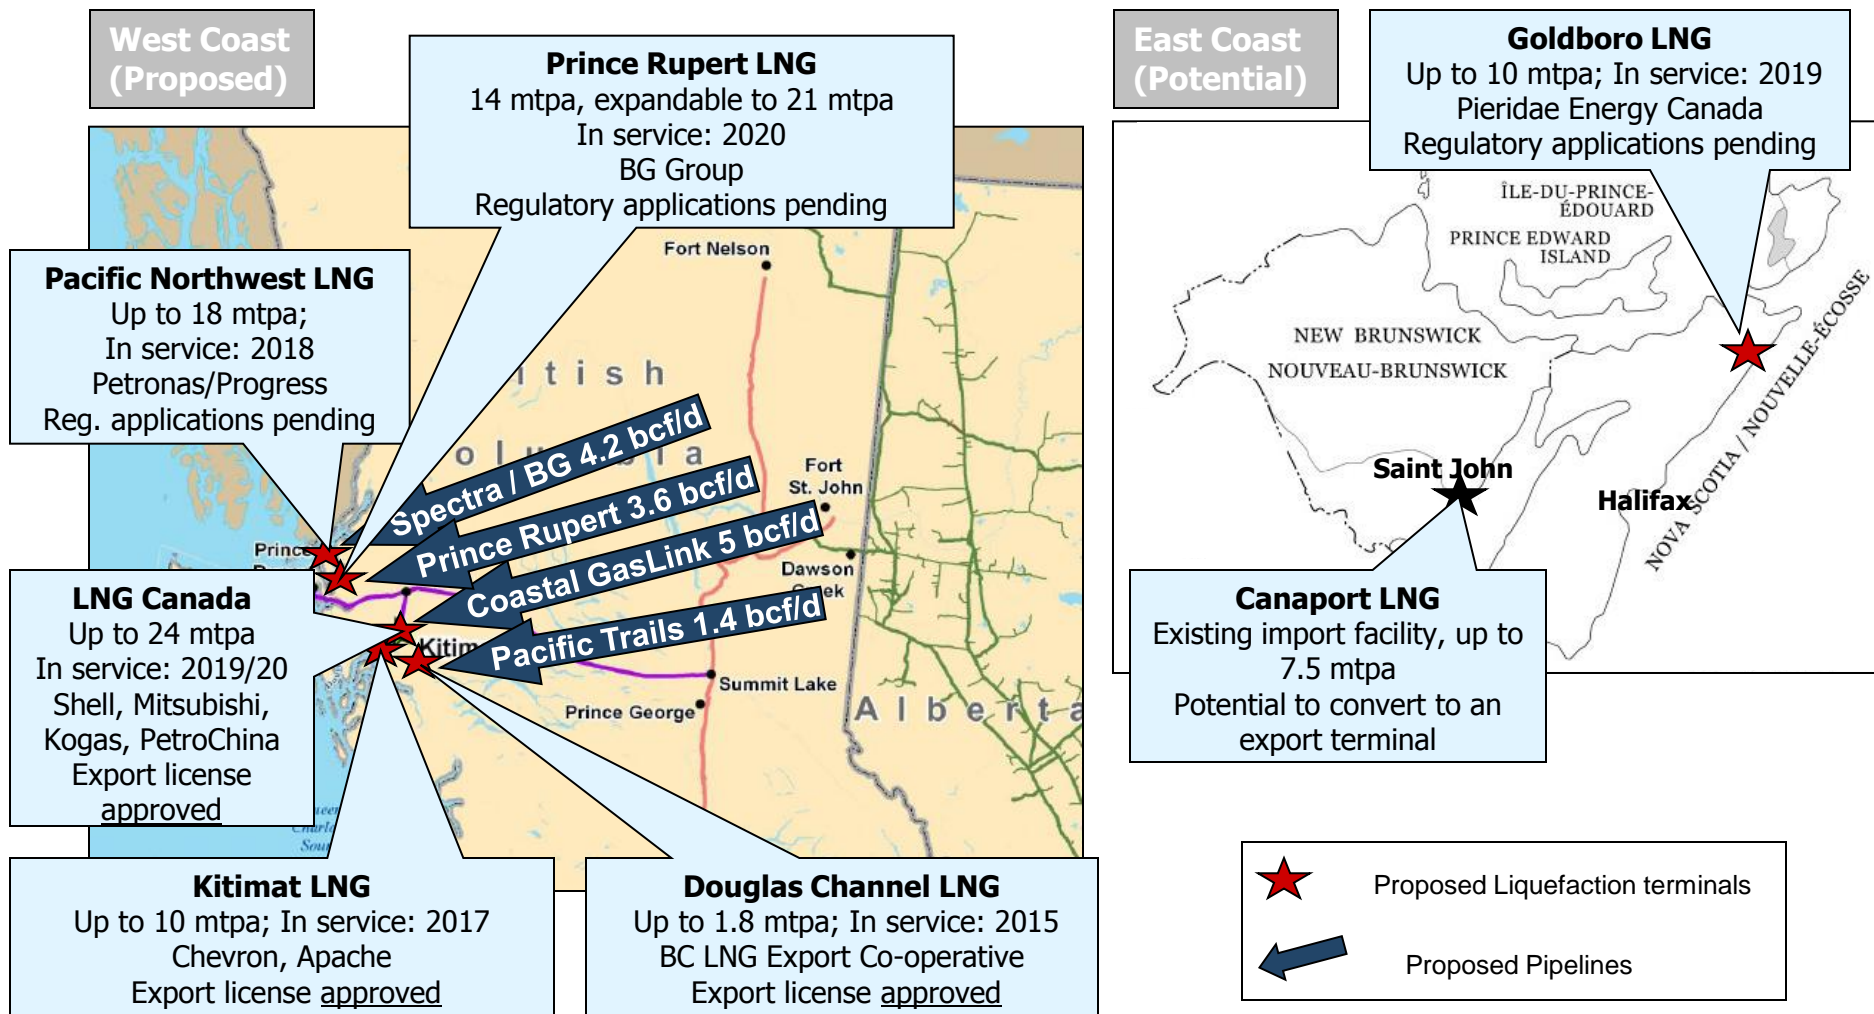 West Coast
(Proposed)
Prince Rupert LNG
14 mtpa, expandable to 21 mtpa
In service: 2020
BG Group
Regulatory applications pending
Pacific Northwest LNG
Up to 18 mtpa;
In service: 2018
Petronas/Progress
Reg. applications pending
Fort Nelson
itish
olumbia
Spectra / BG 4.2 bcf/d
Prince Rupert 3.6 bcf/d
Coastal GasLink 5 bcf/d
Pacific Trails 1.4 bcf/d
Fort
St. John
Dawson
Prince
Kitim
Summit Lake
Prince George
Alberta
LNG Canada
Up to 24 mtpa
In service: 2019/20
Shell, Mitsubishi,
Kogas, PetroChina
Export license
approved
Kitimat LNG
Up to 10 mtpa; In service: 2017
Chevron, Apache
Export license approved
Douglas Channel LNG
Up to 1.8 mtpa; In service: 2015
BC LNG Export Co-operative
Export license approved
East Coast
(Potential)
Goldboro LNG
Up to 10 mtpa; In service: 2019
Pieridae Energy Canada
Regulatory applications pending
ÎLE-DU-PRINCE-
ÉDOUARD
PRINCE EDWARD
ISLAND
NEW BRUNSWICK
NOUVEAU-BRUNSWICK
NOVA SCOTIA / NOUVELLE-ÉCOSSE
Saint John
Halifax
Canaport LNG
Existing import facility, up to
7.5 mtpa
Potential to convert to an
export terminal
Proposed Liquefaction terminals
Proposed Pipelines